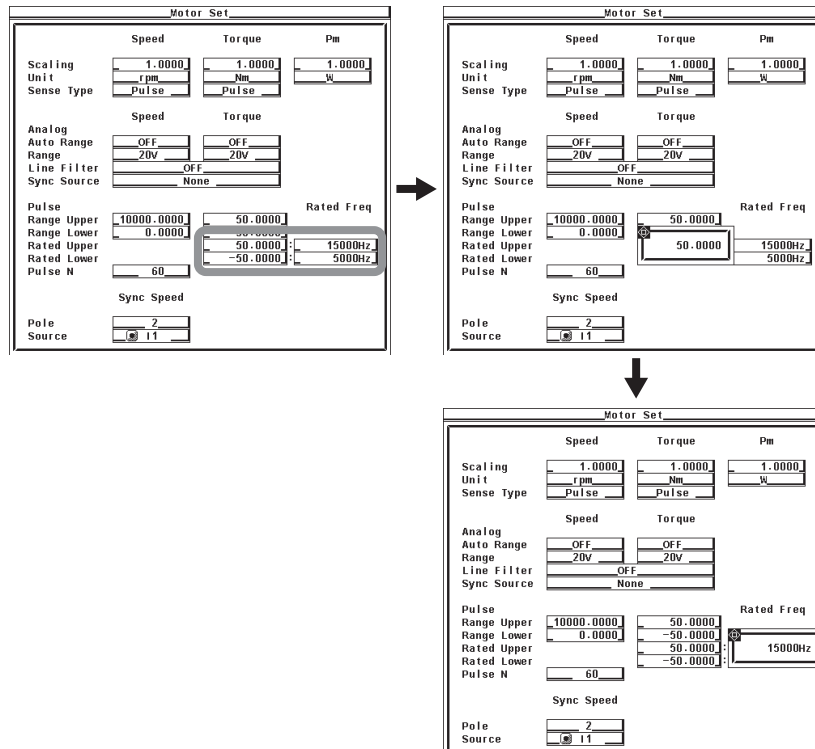 Motor Set
Speed Torque Pm
Scaling 1.0000 1.0000 1.0000
Unit rpm Nm W
Sense Type Pulse Pulse
Speed Torque
Analog
Auto Range OFF OFF
Range 20V 20V
Line Filter OFF
Sync Source None
Pulse Rated Freq
Range Upper 10000.0000 50.0000
Range Lower 0.0000
Rated Upper 50.0000: 15000Hz
Rated Lower -50.0000: 5000Hz
Pulse N 60
Sync Speed
Pole 2
Source I1
Motor Set
Speed Torque Pm
Scaling 1.0000 1.0000 1.0000
Unit rpm Nm W
Sense Type Pulse Pulse
Speed Torque
Analog
Auto Range OFF OFF
Range 20V 20V
Line Filter OFF
Sync Source None
Pulse Rated Freq
Range Upper 10000.0000 50.0000
Range Lower 0.0000
Rated Upper 50.0000 15000Hz
Rated Lower 5000Hz
Pulse N 60
Sync Speed
Pole 2
Source I1
Motor Set
Speed Torque Pm
Scaling 1.0000 1.0000 1.0000
Unit rpm Nm W
Sense Type Pulse Pulse
Speed Torque
Analog
Auto Range OFF OFF
Range 20V 20V
Line Filter OFF
Sync Source None
Pulse Rated Freq
Range Upper 10000.0000 50.0000
Range Lower 0.0000 -50.0000
Rated Upper 50.0000: 15000Hz
Rated Lower -50.0000:
Pulse N 60
Sync Speed
Pole 2
Source I1